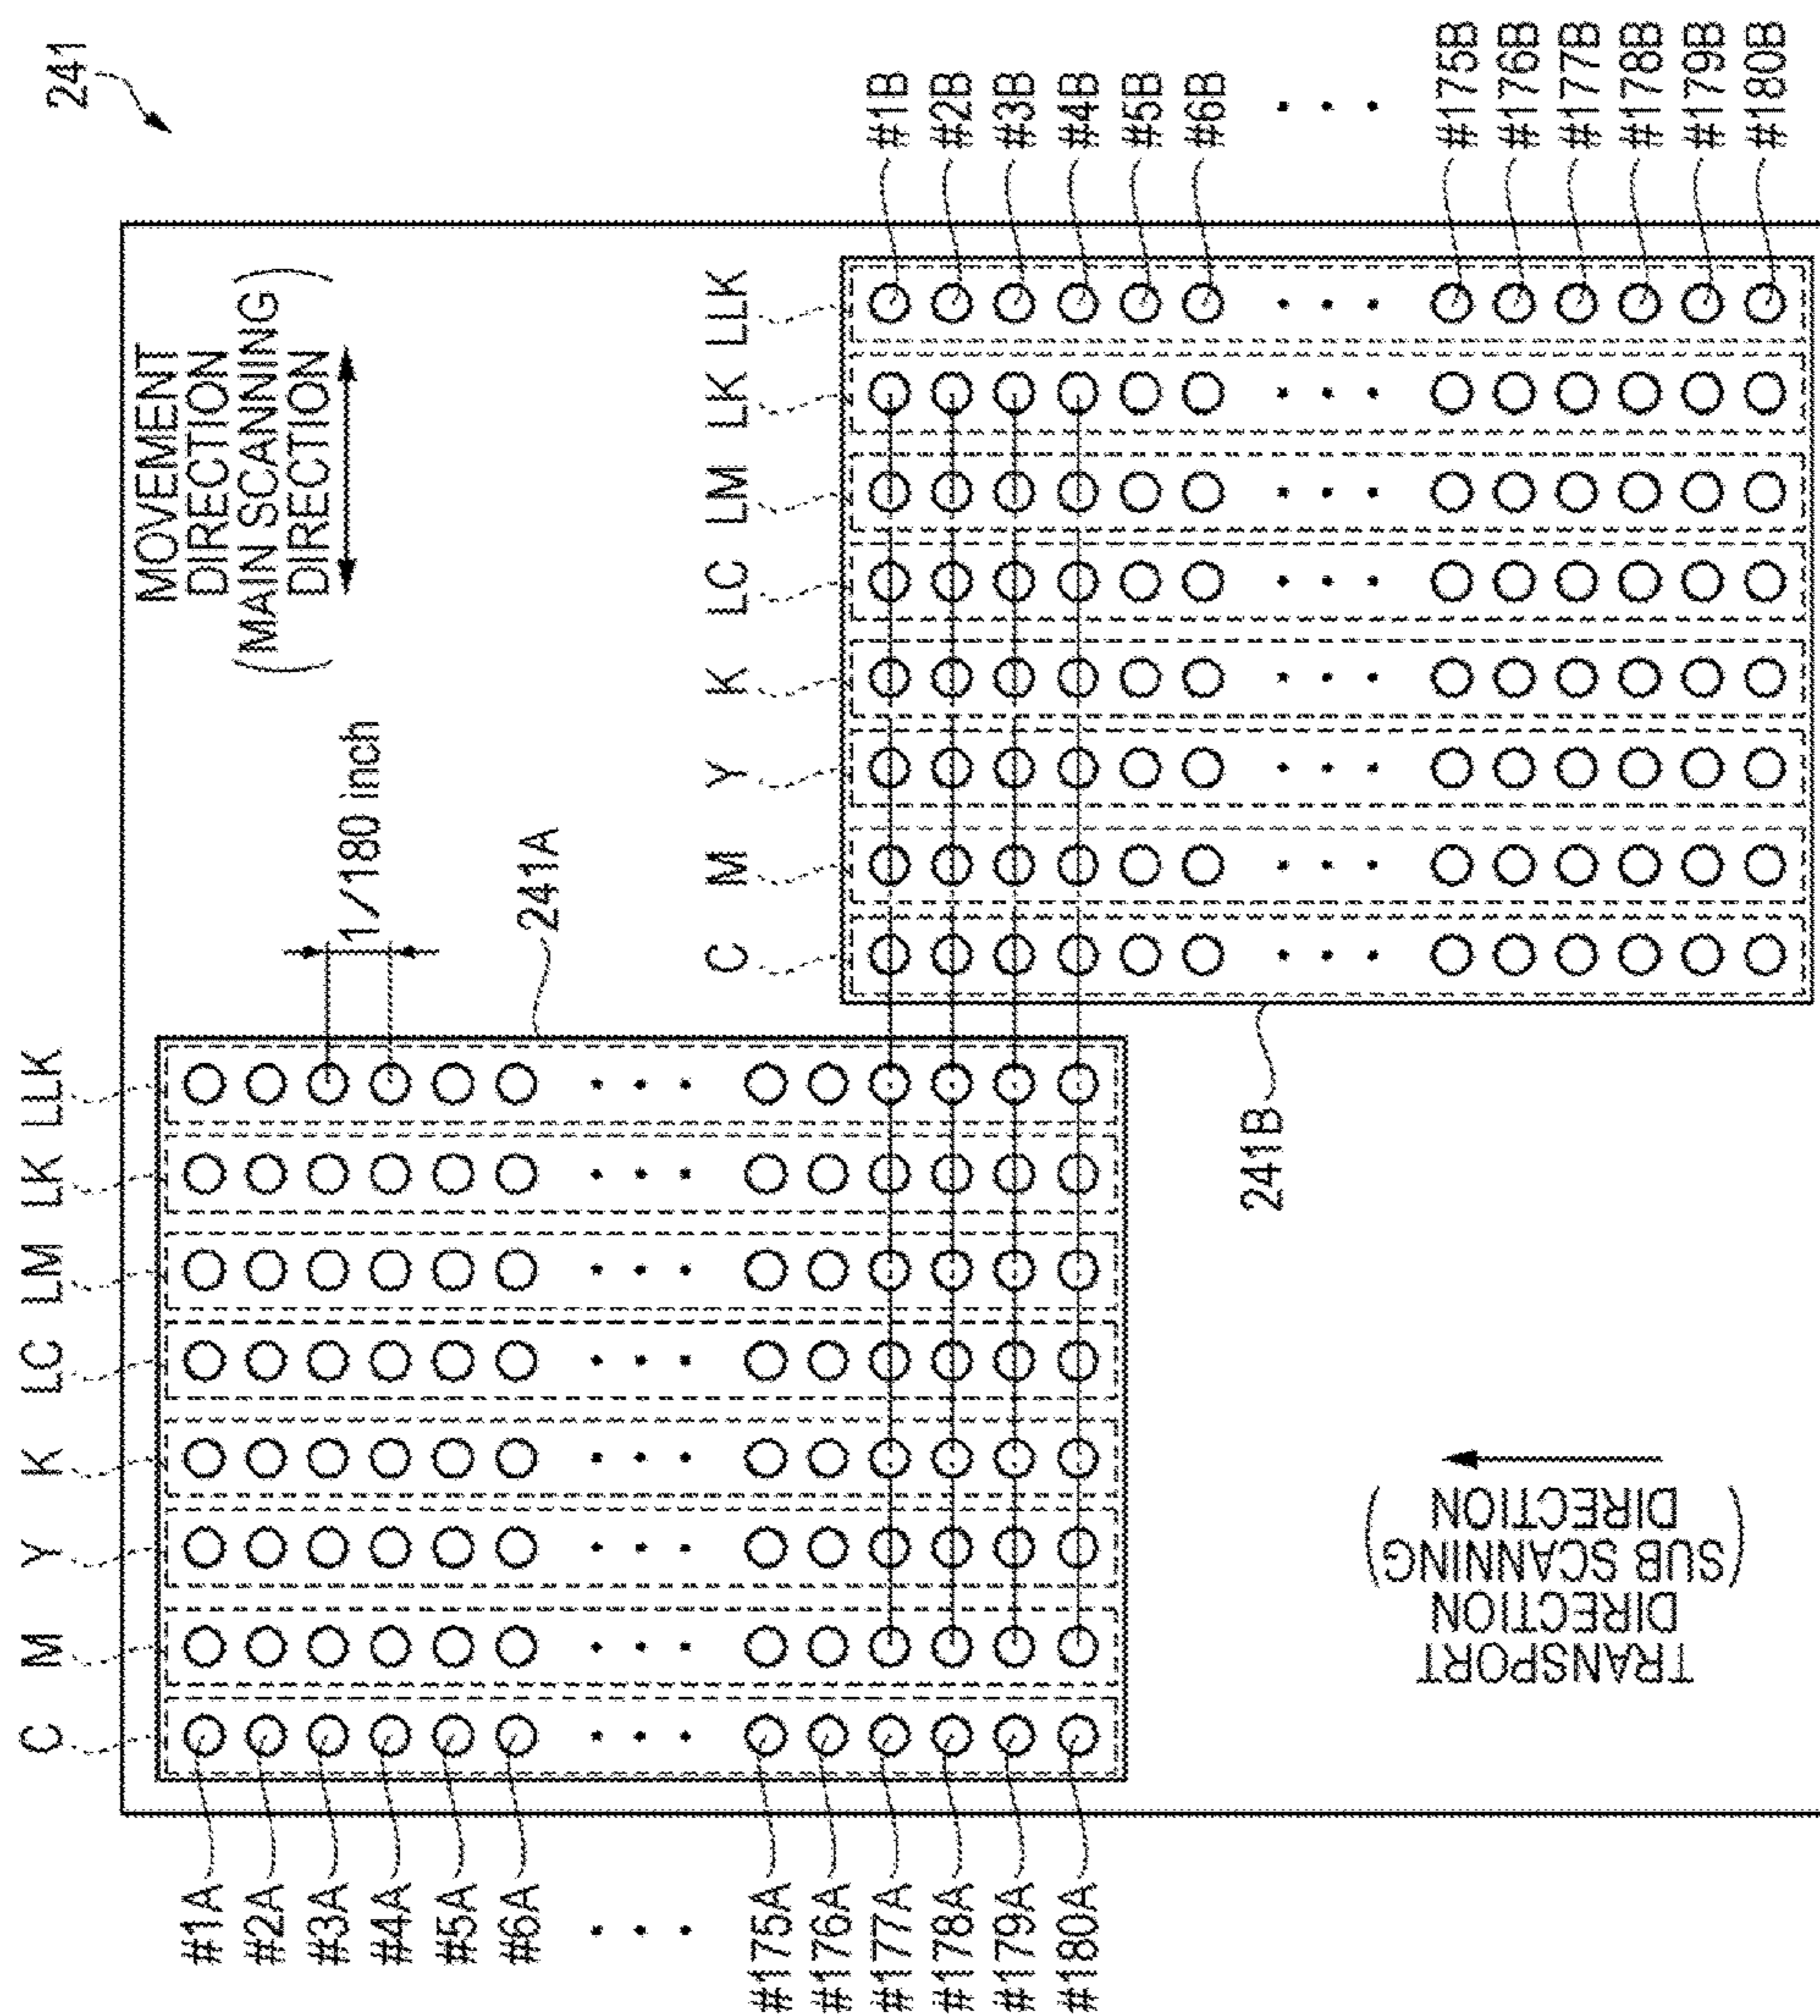 241
MOVEMENT
DIRECTION
(MAIN SCANNING)
DIRECTION
1/180 inch
241A
C M Y K LC LM LK LLK
C M Y K LC LM LK LLK
#1A
#2A
#3A
#4A
#5A
#6A
. . .
#175A
#176A
#177A
#178A
#179A
#180A
#1B
#2B
#3B
#4B
#5B
#6B
. . .
#175B
#176B
#177B
#178B
#179B
#180B
241B
TRANSPORT
DIRECTION
(SUB SCANNING)
DIRECTION